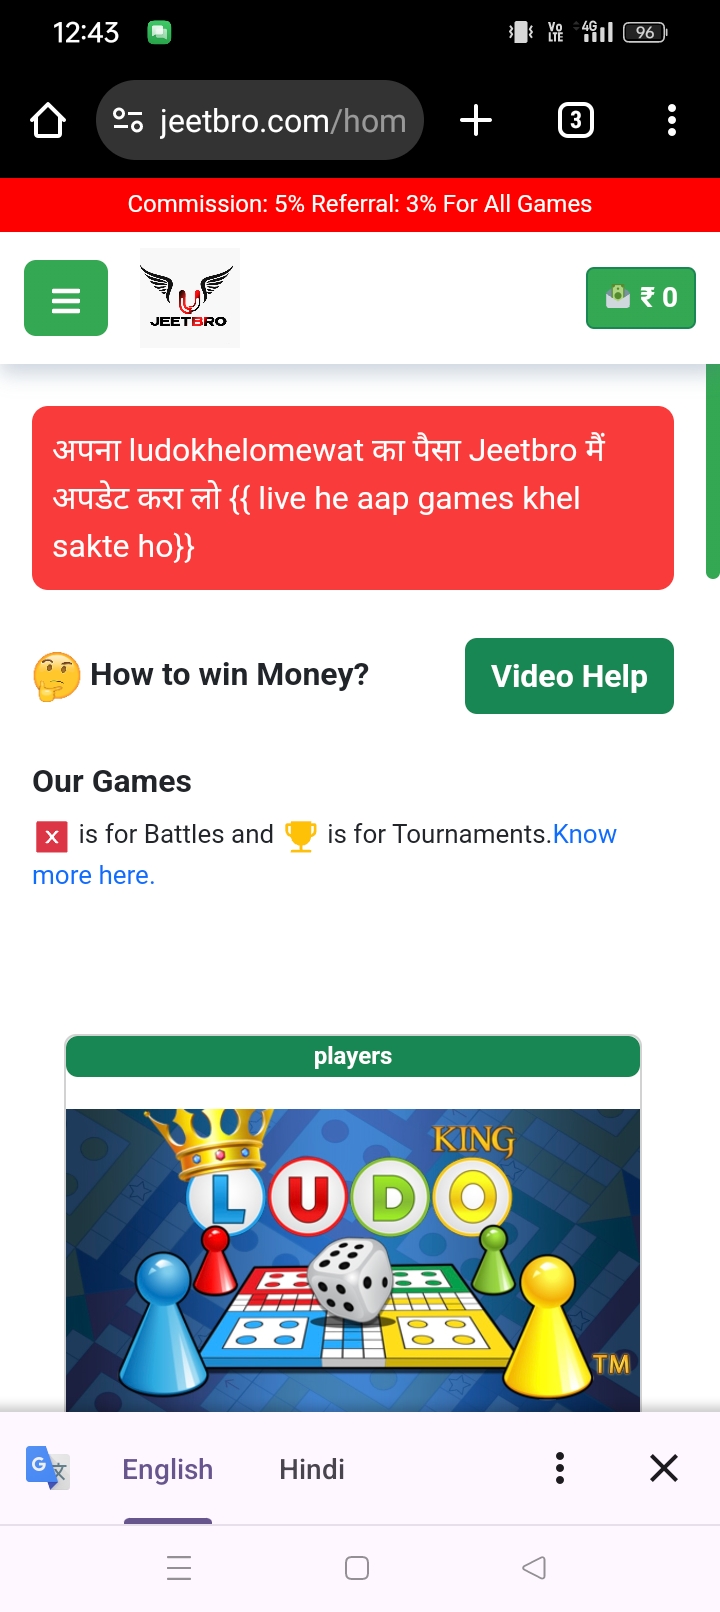 12:43
Vo LTE 4G 96
jeetbro.com/hom
3
Commission: 5% Referral: 3% For All Games
JEETBRO
₹ 0
अपना ludokhelomewat का पैसा Jeetbro मैं
अपडेट करा लो {{ live he aap games khel
sakte ho}}
How to win Money?
Video Help
Our Games
is for Battles and is for Tournaments.Know
more here.
players
KING
LUDO
TM
G 文
English
Hindi